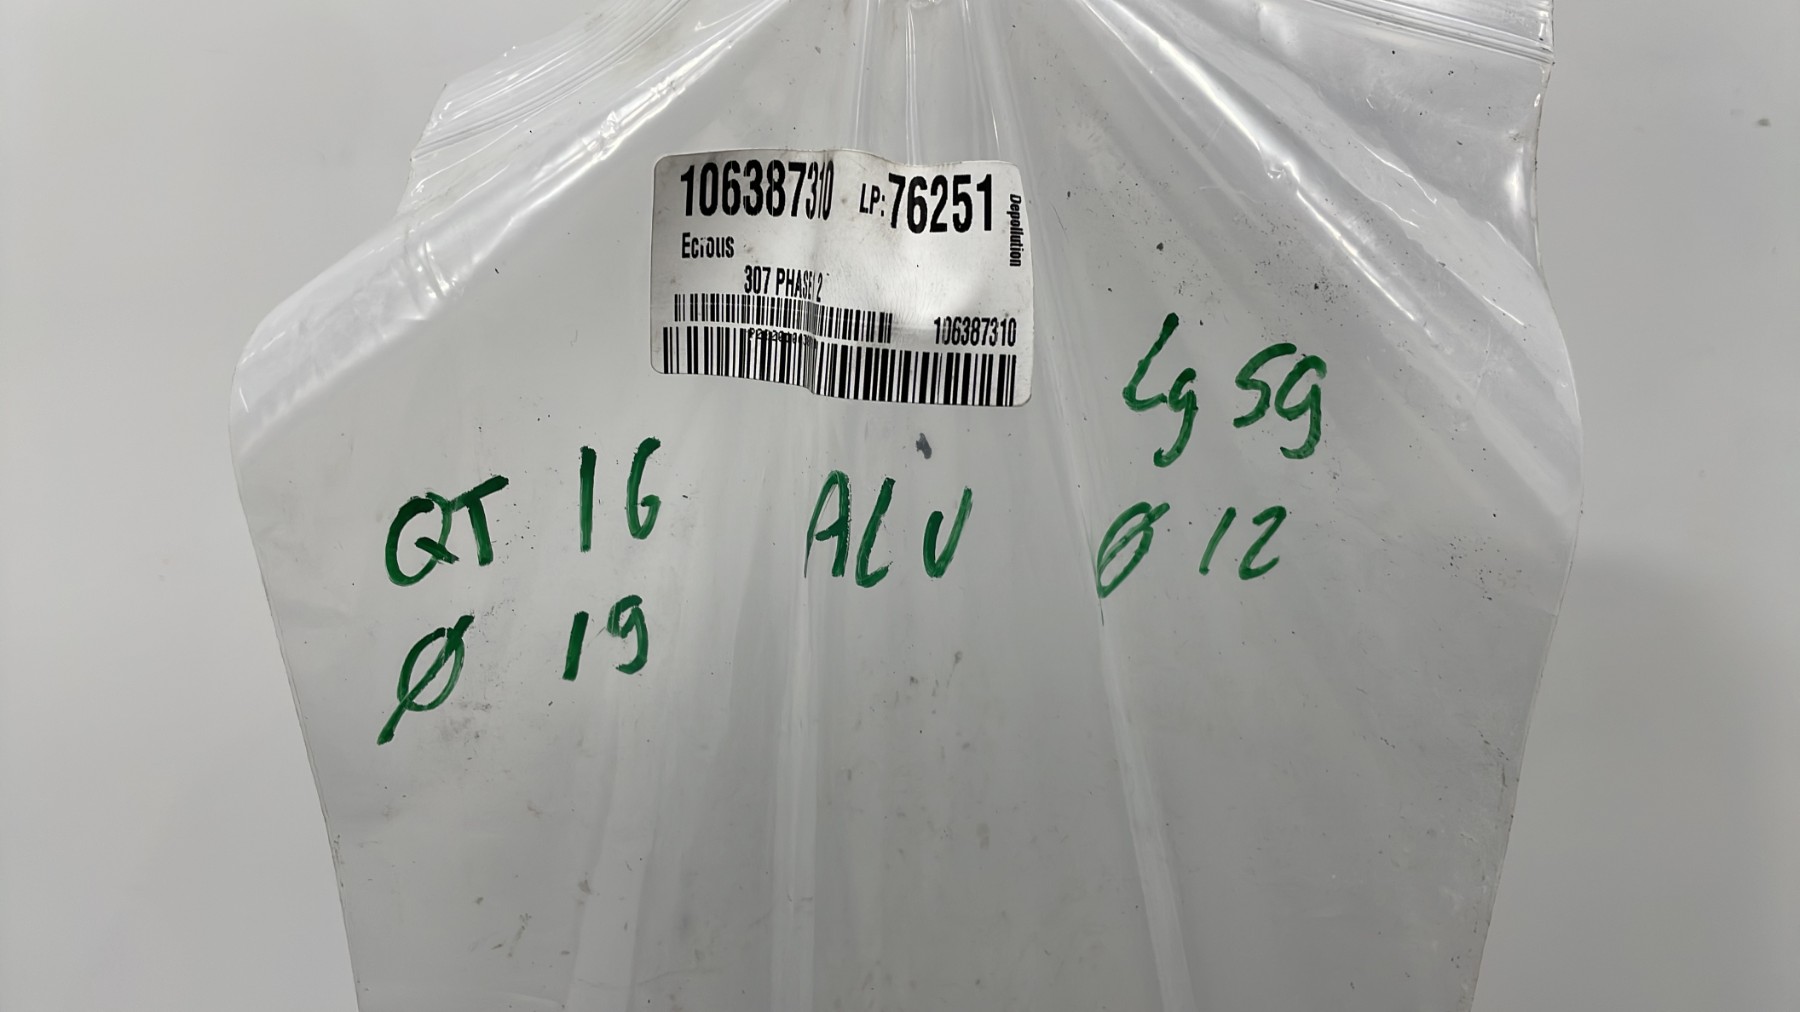 106387310 LP: 76251
Depollution
Ecrous
307 PHASE 2
106387310
Lg 59
QT 16 ALU Ø 12
Ø 19